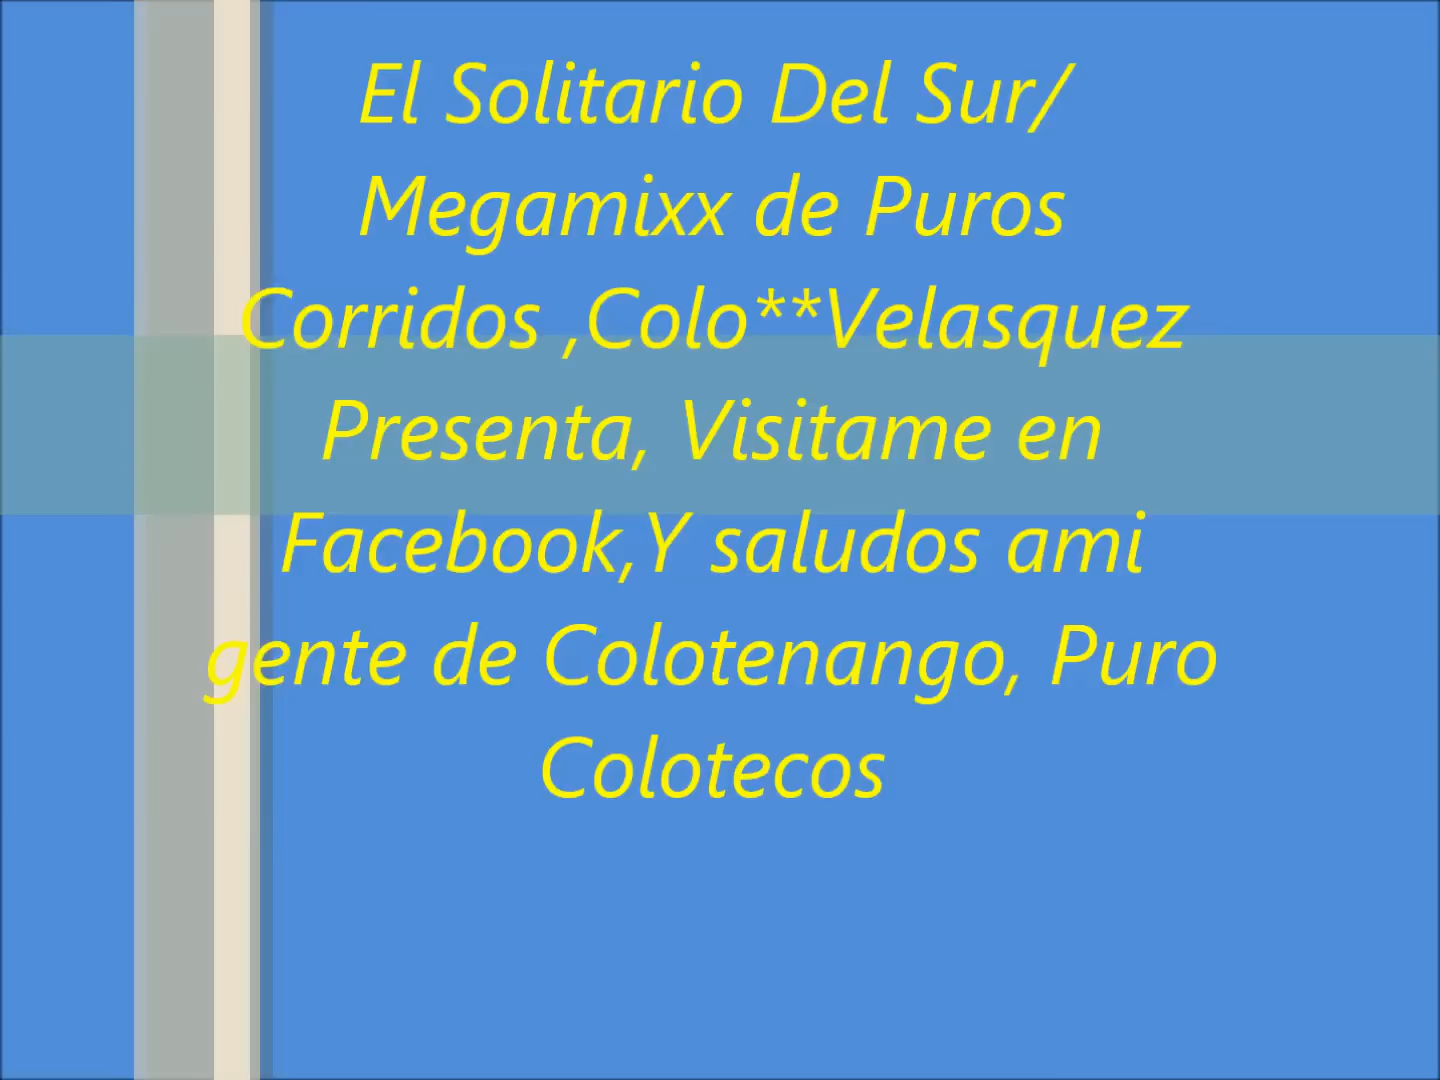 El Solitario Del Sur/
Megamixx de Puros
Corridos ,Colo**Velasquez
Presenta, Visitame en
Facebook,Y saludos ami
gente de Colotenango, Puro
Colotecos